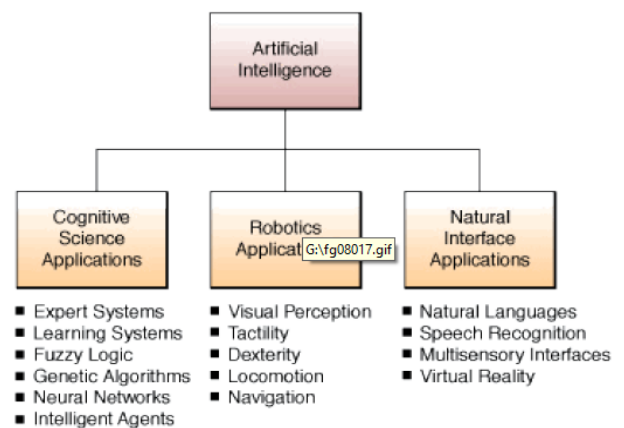 Artificial
Intelligence
Cognitive
Science
Applications
Robotics
Applicat
G:\fg08017.gif
Natural
Interface
Applications
■ Expert Systems
■ Learning Systems
■ Fuzzy Logic
■ Genetic Algorithms
■ Neural Networks
■ Intelligent Agents
■ Visual Perception
■ Tactility
■ Dexterity
■ Locomotion
■ Navigation
■ Natural Languages
■ Speech Recognition
■ Multisensory Interfaces
■ Virtual Reality